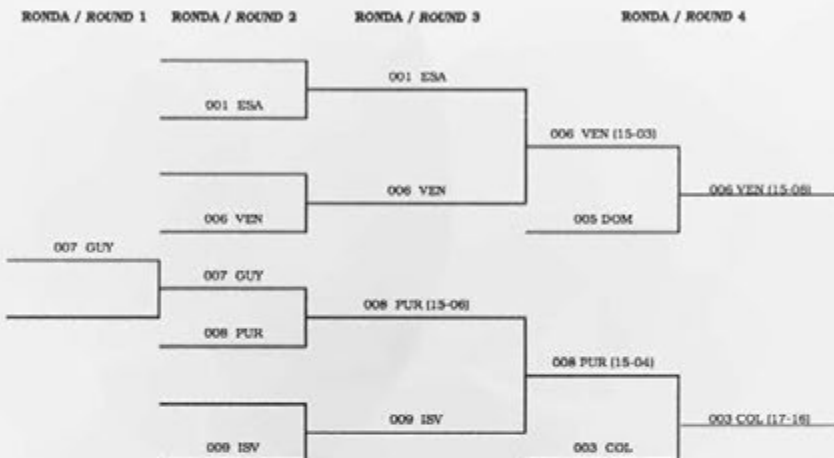 RONDA / ROUND 1 RONDA / ROUND 2 RONDA / ROUND 3 RONDA / ROUND 4
001 ESA
001 ESA
006 VEN (15-03)
006 VEN (15-08)
006 VEN
006 VEN
005 DOM
007 GUY
007 GUY
008 PUR (15-06)
008 PUR
008 PUR (15-04)
003 COL (17-16)
009 ISV
009 ISV
003 COL